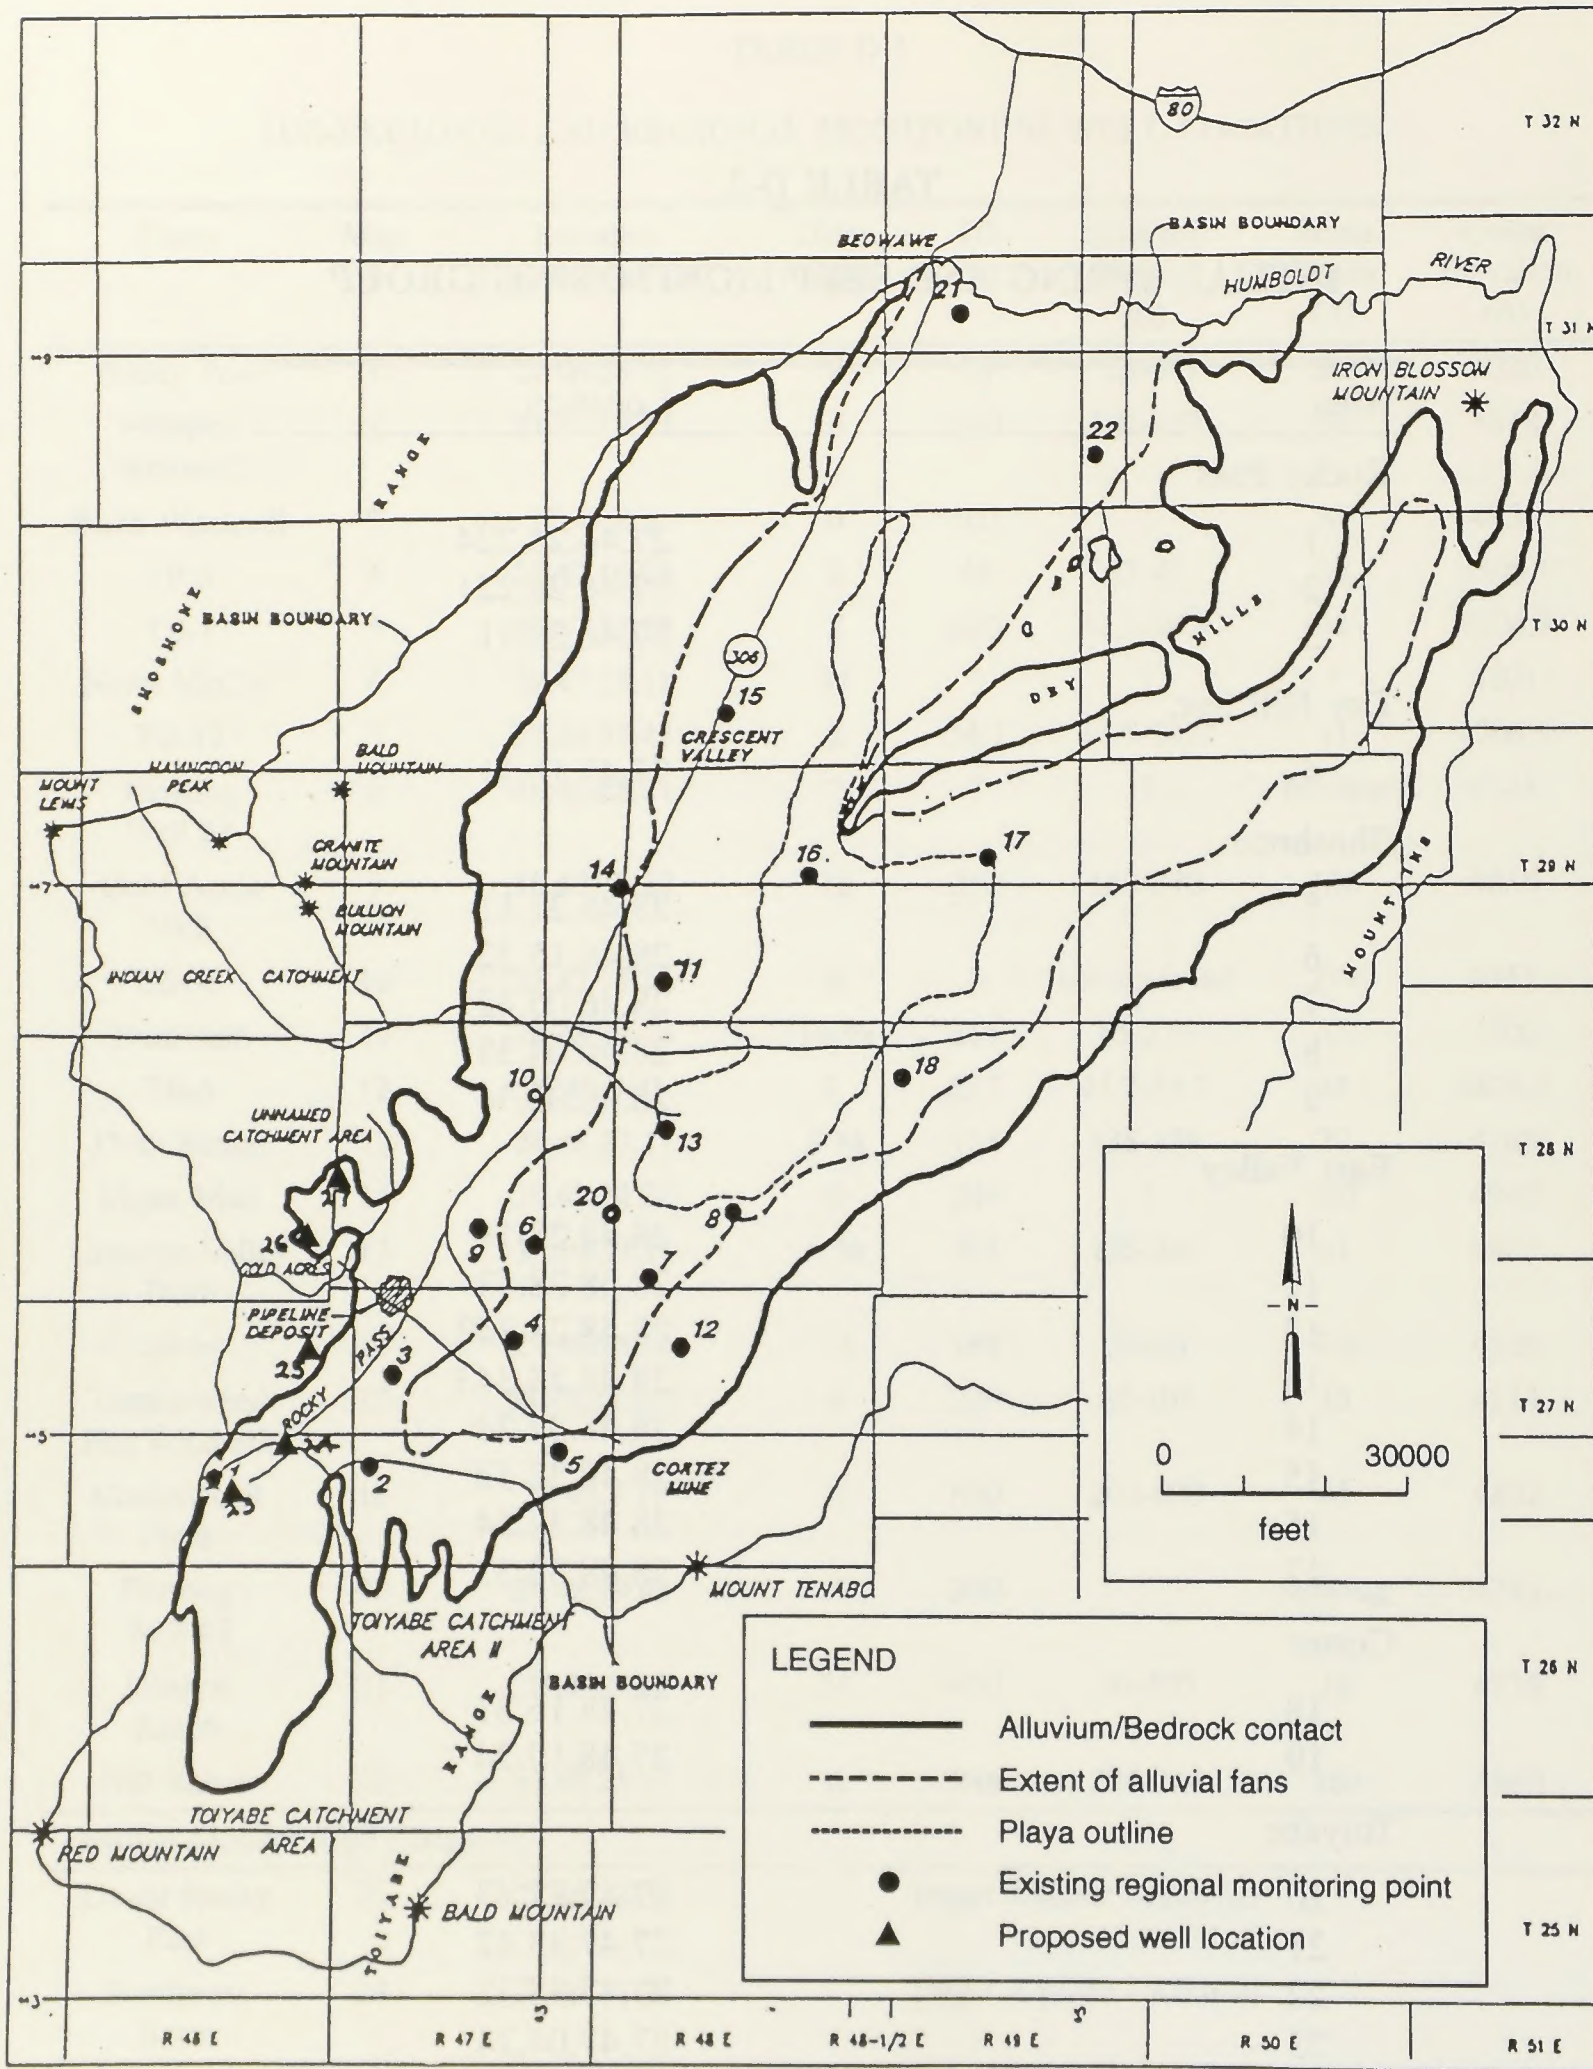 80
T 32 N
BEOWAWE
BASIN BOUNDARY
HUMBOLDT
RIVER
21
T 31 N
IRON BLOSSOM
MOUNTAIN
22
RANGE
SHOSHONE
BASIN BOUNDARY
HILLS
T 30 N
306
15
DRY
CRESCENT
VALLEY
BALD
MOUNTAIN
MOUNT
LEWIS
PEAK
GRANITE
MOUNTAIN
14
16
17
T 29 N
BULLION
MOUNTAIN
MOUNT
INDIAN CREEK CATCHMENT
11
10
18
UNNAMED
CATCHMENT AREA
13
T 28 N
27
20
8
9
6
26
GOLD ACRES
7
PIPELINE
DEPOSIT
4
12
PASS
3
25
N
ROCKY
24
T 27 N
0
30000
feet
1
23
2
5
CORTEZ
MINE
MOUNT TENABO
TOIYABE CATCHMENT
AREA II
BASIN BOUNDARY
RANGE
T 26 N
LEGEND
Alluvium/Bedrock contact
Extent of alluvial fans
Playa outline
Existing regional monitoring point
Proposed well location
TOIYABE CATCHMENT
AREA
RED MOUNTAIN
TOIYABE
BALD MOUNTAIN
T 25 N
R 46 E
R 47 E
R 48 E
R 48-1/2 E
R 49 E
R 50 E
R 51 E